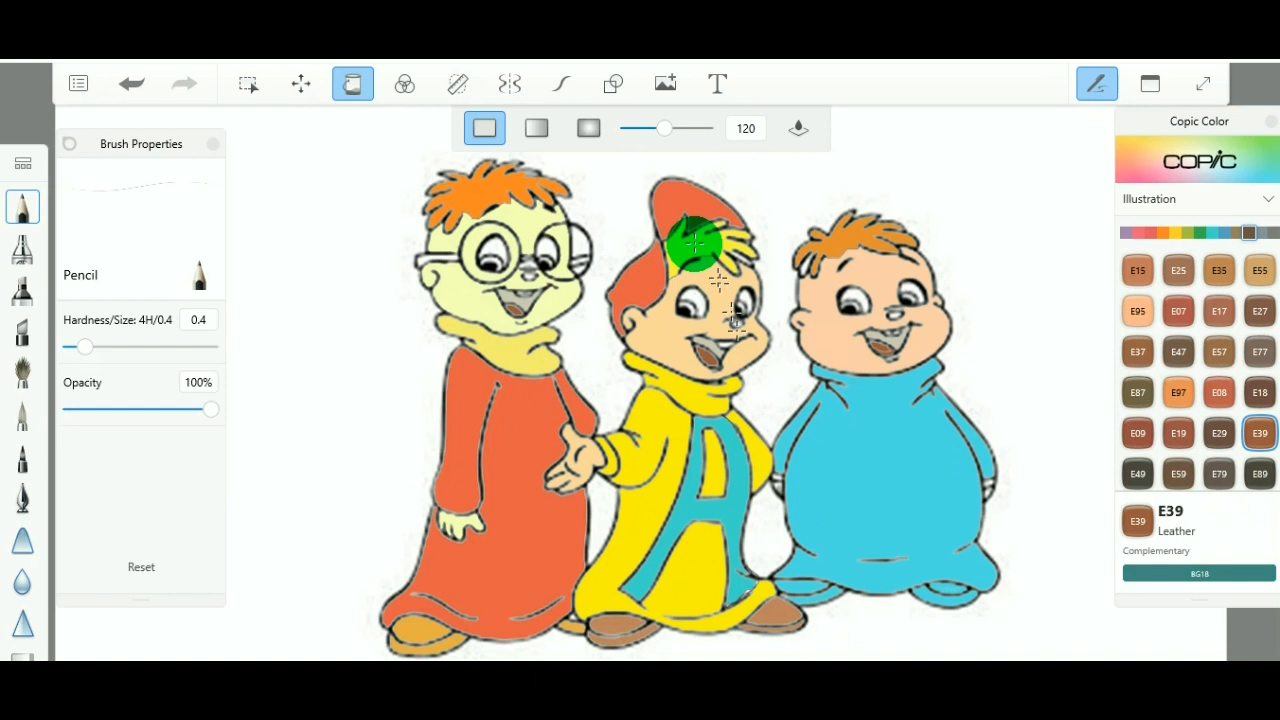 T
120
Brush Properties
Pencil
Hardness/Size: 4H/0.4
0.4
Opacity
100%
Reset
Copic Color
COPIC
Illustration
E15 E25 E35 E55
E95 E07 E17 E27
E37 E47 E57 E77
E87 E97 E08 E18
E09 E19 E29 E39
E49 E59 E79 E89
E39
E39
Leather
Complementary
BG18
A